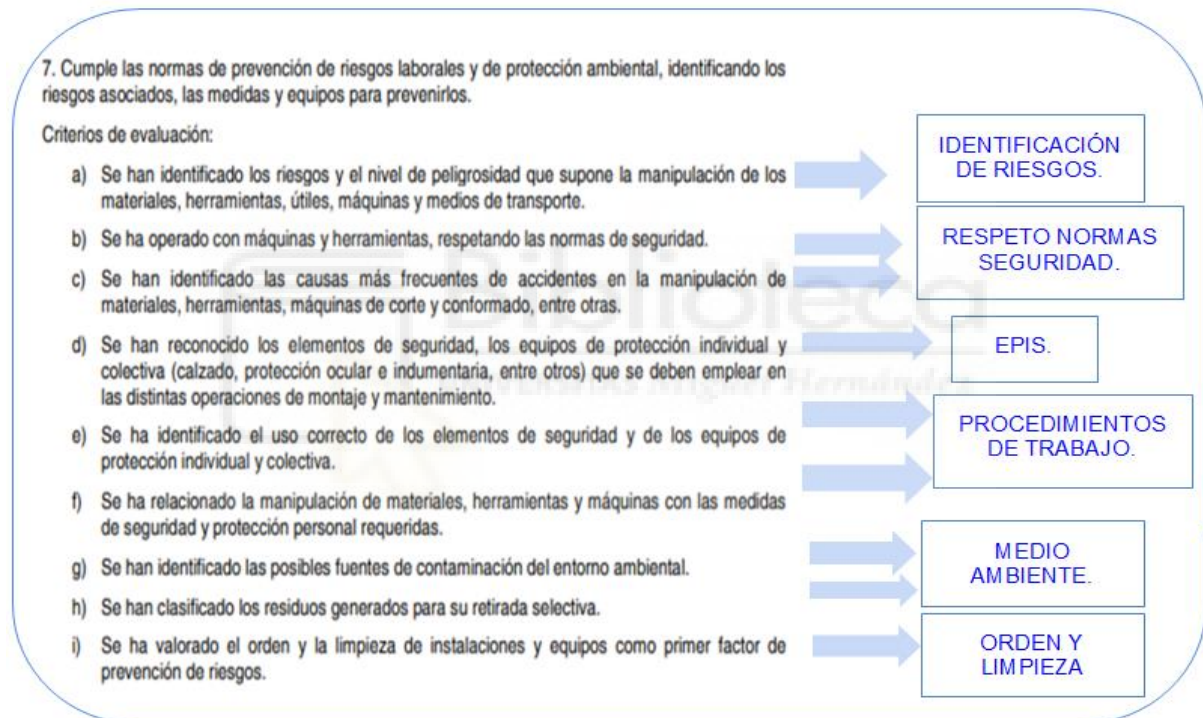 7. Cumple las normas de prevención de riesgos laborales y de protección ambiental, identificando los
riesgos asociados, las medidas y equipos para prevenirlos.
Criterios de evaluación:
a) Se han identificado los riesgos y el nivel de peligrosidad que supone la manipulación de los
materiales, herramientas, útiles, máquinas y medios de transporte.
b) Se ha operado con máquinas y herramientas, respetando las normas de seguridad.
c) Se han identificado las causas más frecuentes de accidentes en la manipulación de
materiales, herramientas, máquinas de corte y conformado, entre otras.
d) Se han reconocido los elementos de seguridad, los equipos de protección individual y
colectiva (calzado, protección ocular e indumentaria, entre otros) que se deben emplear en
las distintas operaciones de montaje y mantenimiento.
e) Se ha identificado el uso correcto de los elementos de seguridad y de los equipos de
protección individual y colectiva.
f) Se ha relacionado la manipulación de materiales, herramientas y máquinas con las medidas
de seguridad y protección personal requeridas.
g) Se han identificado las posibles fuentes de contaminación del entorno ambiental.
h) Se han clasificado los residuos generados para su retirada selectiva.
i) Se ha valorado el orden y la limpieza de instalaciones y equipos como primer factor de
prevención de riesgos.
IDENTIFICACIÓN
DE RIESGOS.
RESPETO NORMAS
SEGURIDAD.
EPIS.
PROCEDIMIENTOS
DE TRABAJO.
MEDIO
AMBIENTE.
ORDEN Y
LIMPIEZA
Biblioteca
UNIVERSITAS Miguel Hernández